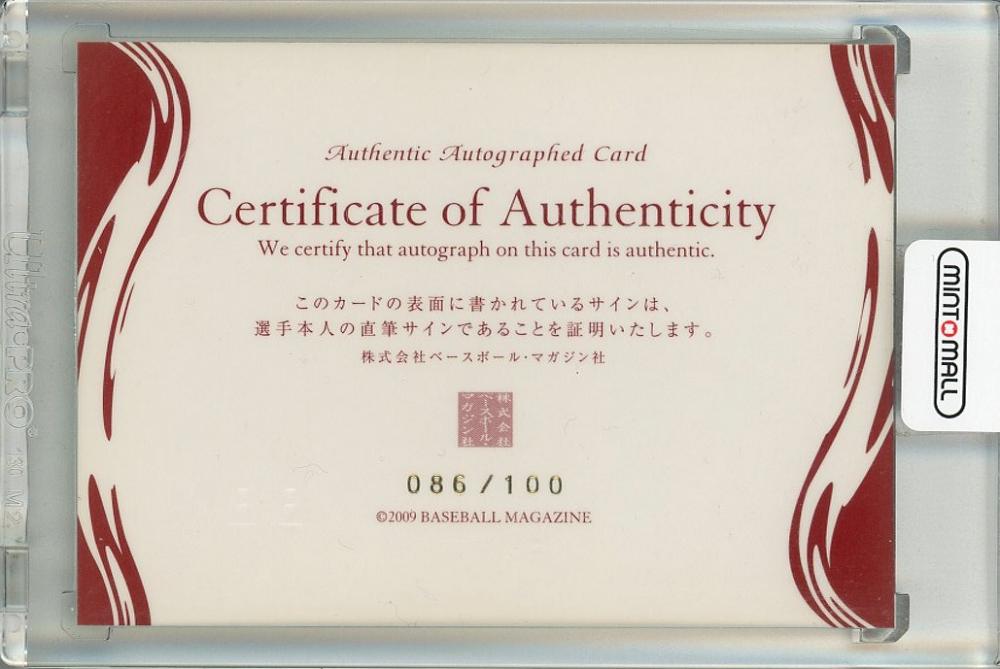 Authentic Autographed Card
Certificate of Authenticity
We certify that autograph on this card is authentic.
このカードの表面に書かれているサインは、
選手本人の直筆サインであることを証明いたします。
株式会社ベースボール・マガジン社
株式会社
ベースボール・
マガジン社
086/100
©2009 BASEBALL MAGAZINE
MINT MALL
UltraPRO®
130 M2